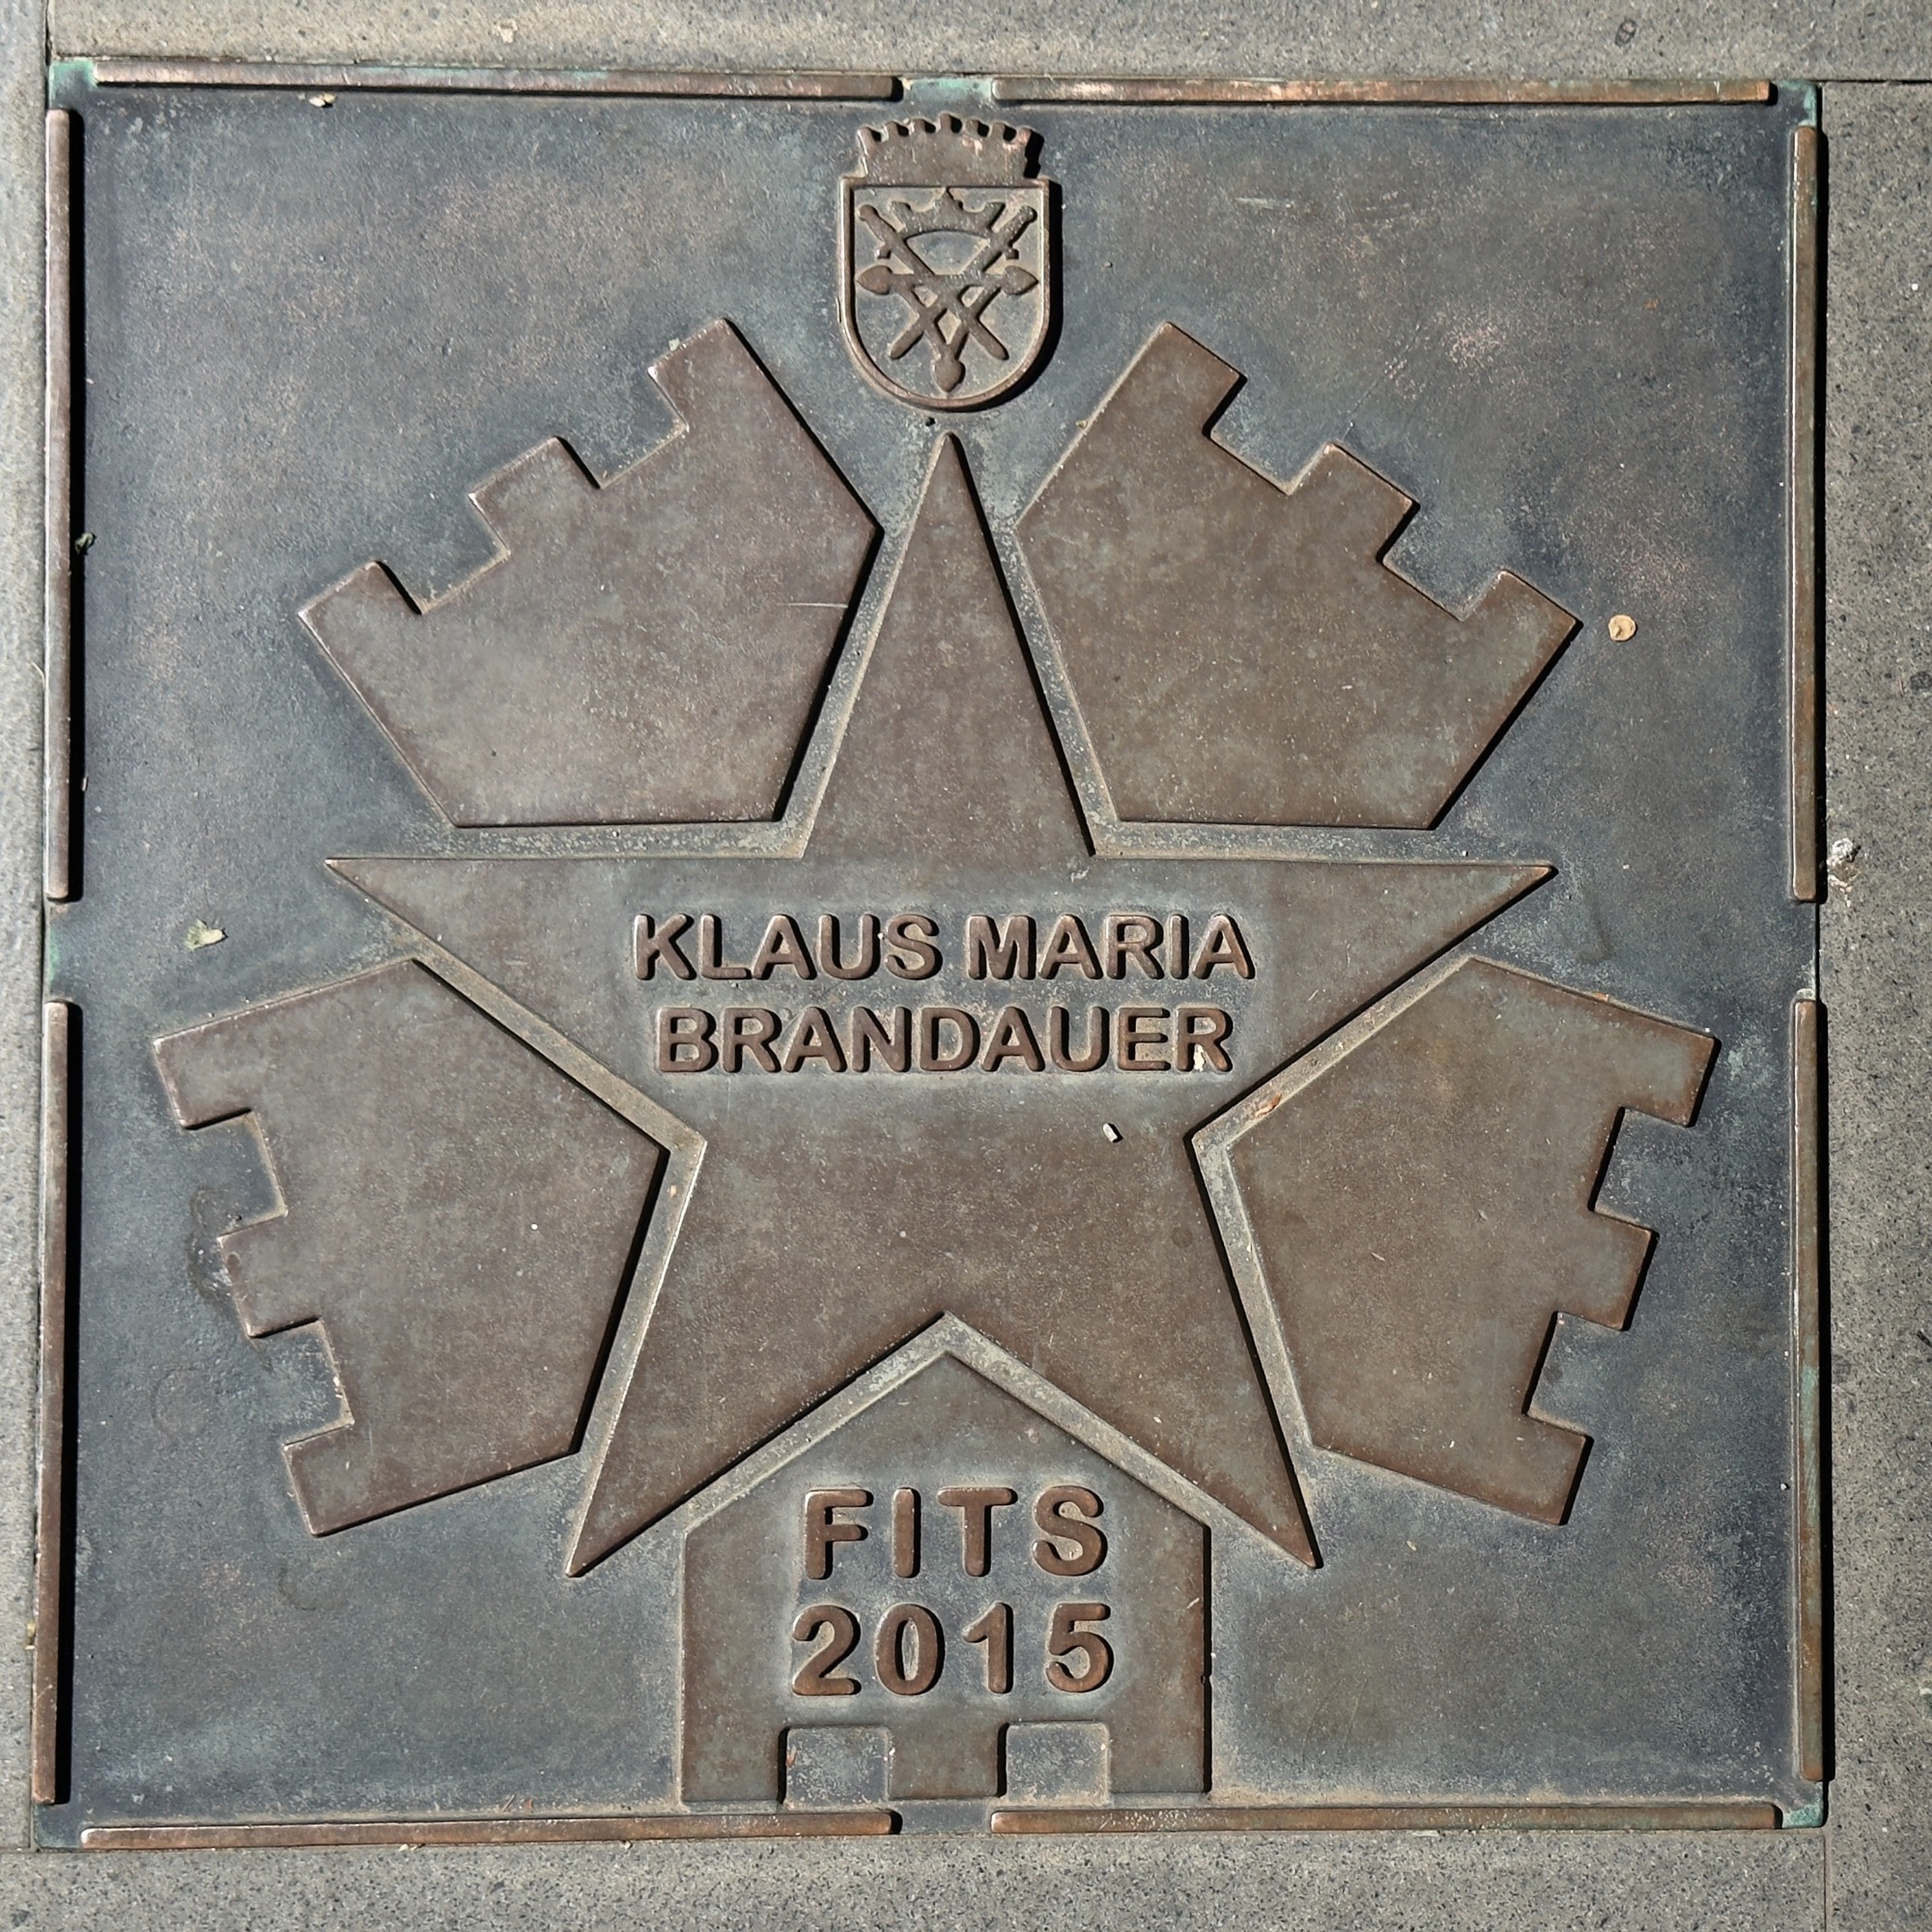 KLAUS MARIA
BRANDAUER
FITS
2015